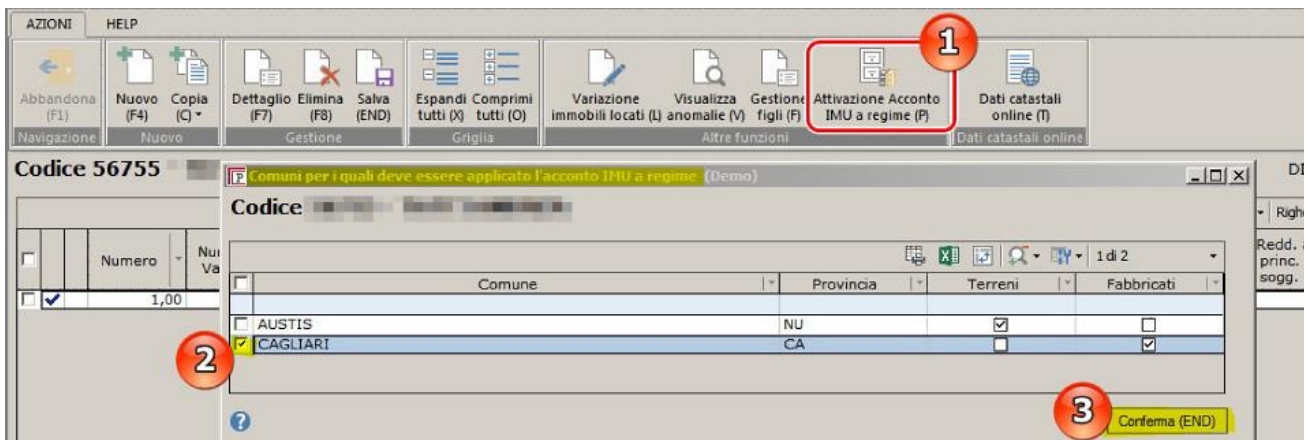 AZIONI HELP
Abbandona (F1)
Nuovo (F4)
Copia (C)
Dettaglio (F7)
Elimina (F8)
Salva (END)
Espandi tutti (X)
Comprimi tutti (O)
Variazione immobili locati (L)
Visualizza anomalie (V)
Gestione figli (F)
Attivazione Acconto IMU a regime (P)
Dati catastali online (T)
Navigazione Nuovo Gestione Griglia Altre funzioni Dati catastali online
1
Codice 56755
Comuni per i quali deve essere applicato l'acconto IMU a regime (Demo)
Codice
Numero
1,00
1 di 2
Redd.
princ.
sogg.
Comune Provincia Terreni Fabbricati
AUSTIS NU
CAGLIARI CA
2
3
Conferma (END)